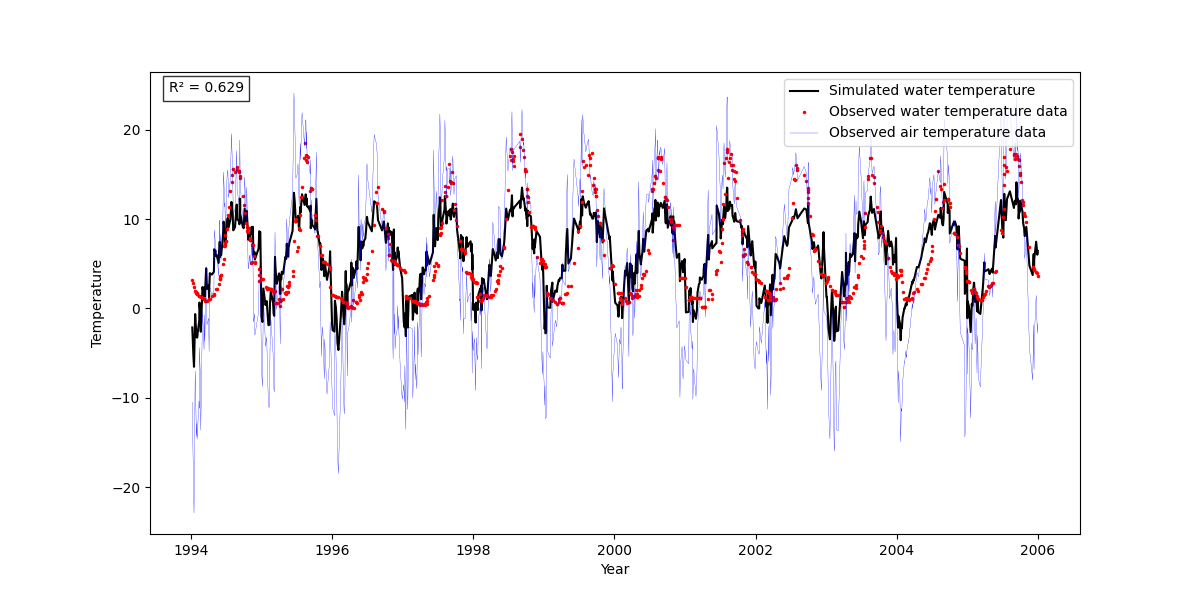 R² = 0.629
Simulated water temperature
Observed water temperature data
Observed air temperature data
Temperature
20
10
0
−10
−20
1994 1996 1998 2000 2002 2004 2006
Year